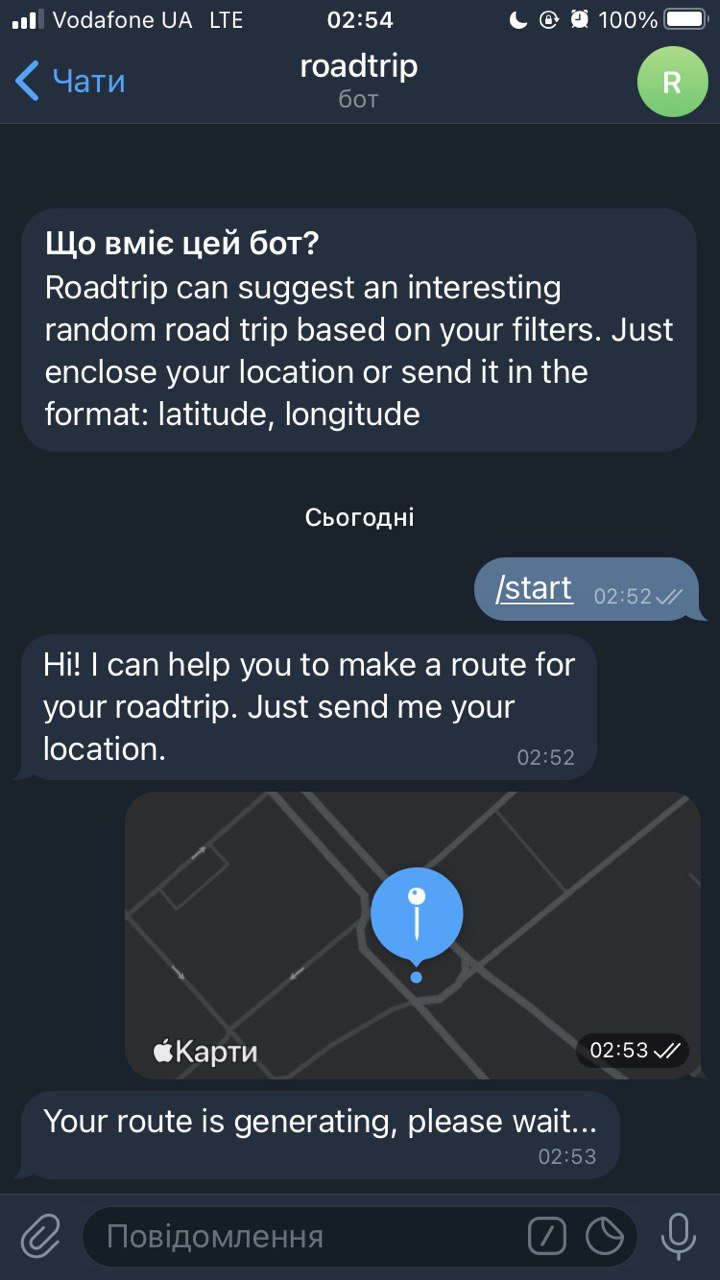 Vodafone UA LTE 02:54 100%
Чати
roadtrip
бот
R
Що вміє цей бот?
Roadtrip can suggest an interesting
random road trip based on your filters. Just
enclose your location or send it in the
format: latitude, longitude
Сьогодні
/start 02:52
Hi! I can help you to make a route for
your roadtrip. Just send me your
location.
02:52
Карти
02:53
Your route is generating, please wait...
02:53
Повідомлення